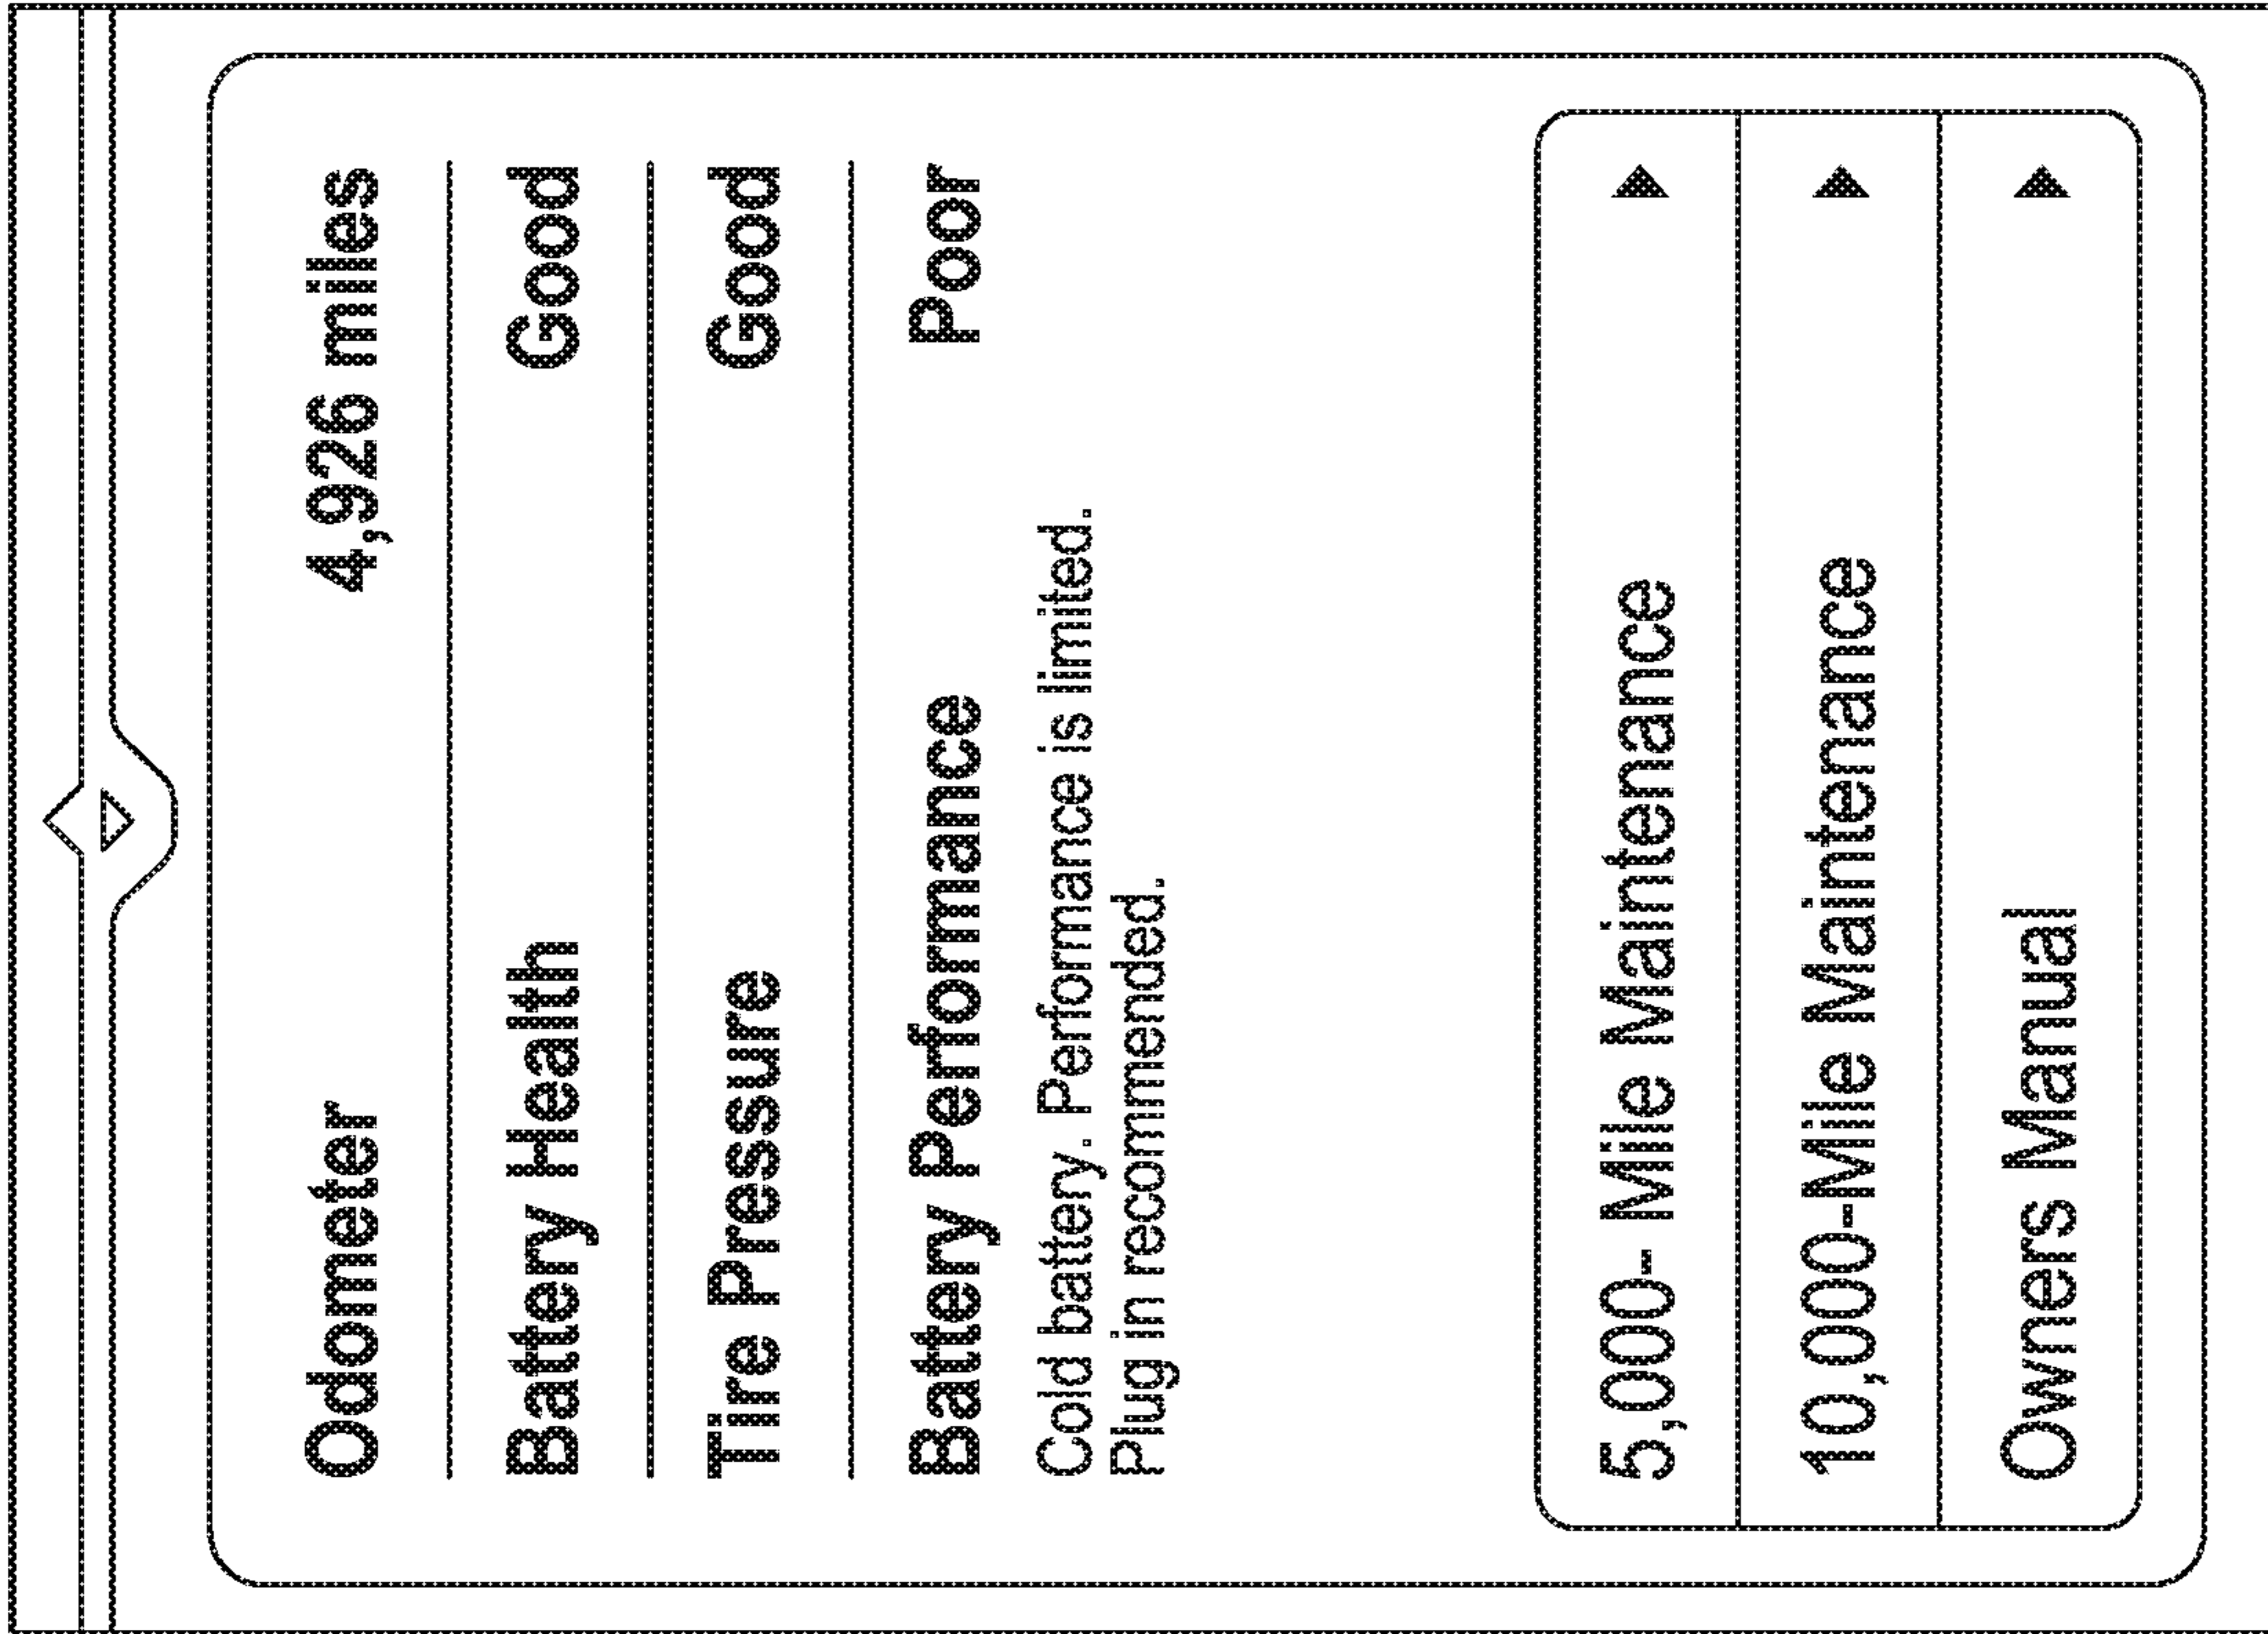 Odometer 4,926 miles
Battery Health Good
Tire Pressure Good
Battery Performance Poor
Cold battery. Performance is limited.
Plug in recommended.
5,000- Mile Maintenance
10,000-Mile Maintenance
Owners Manual